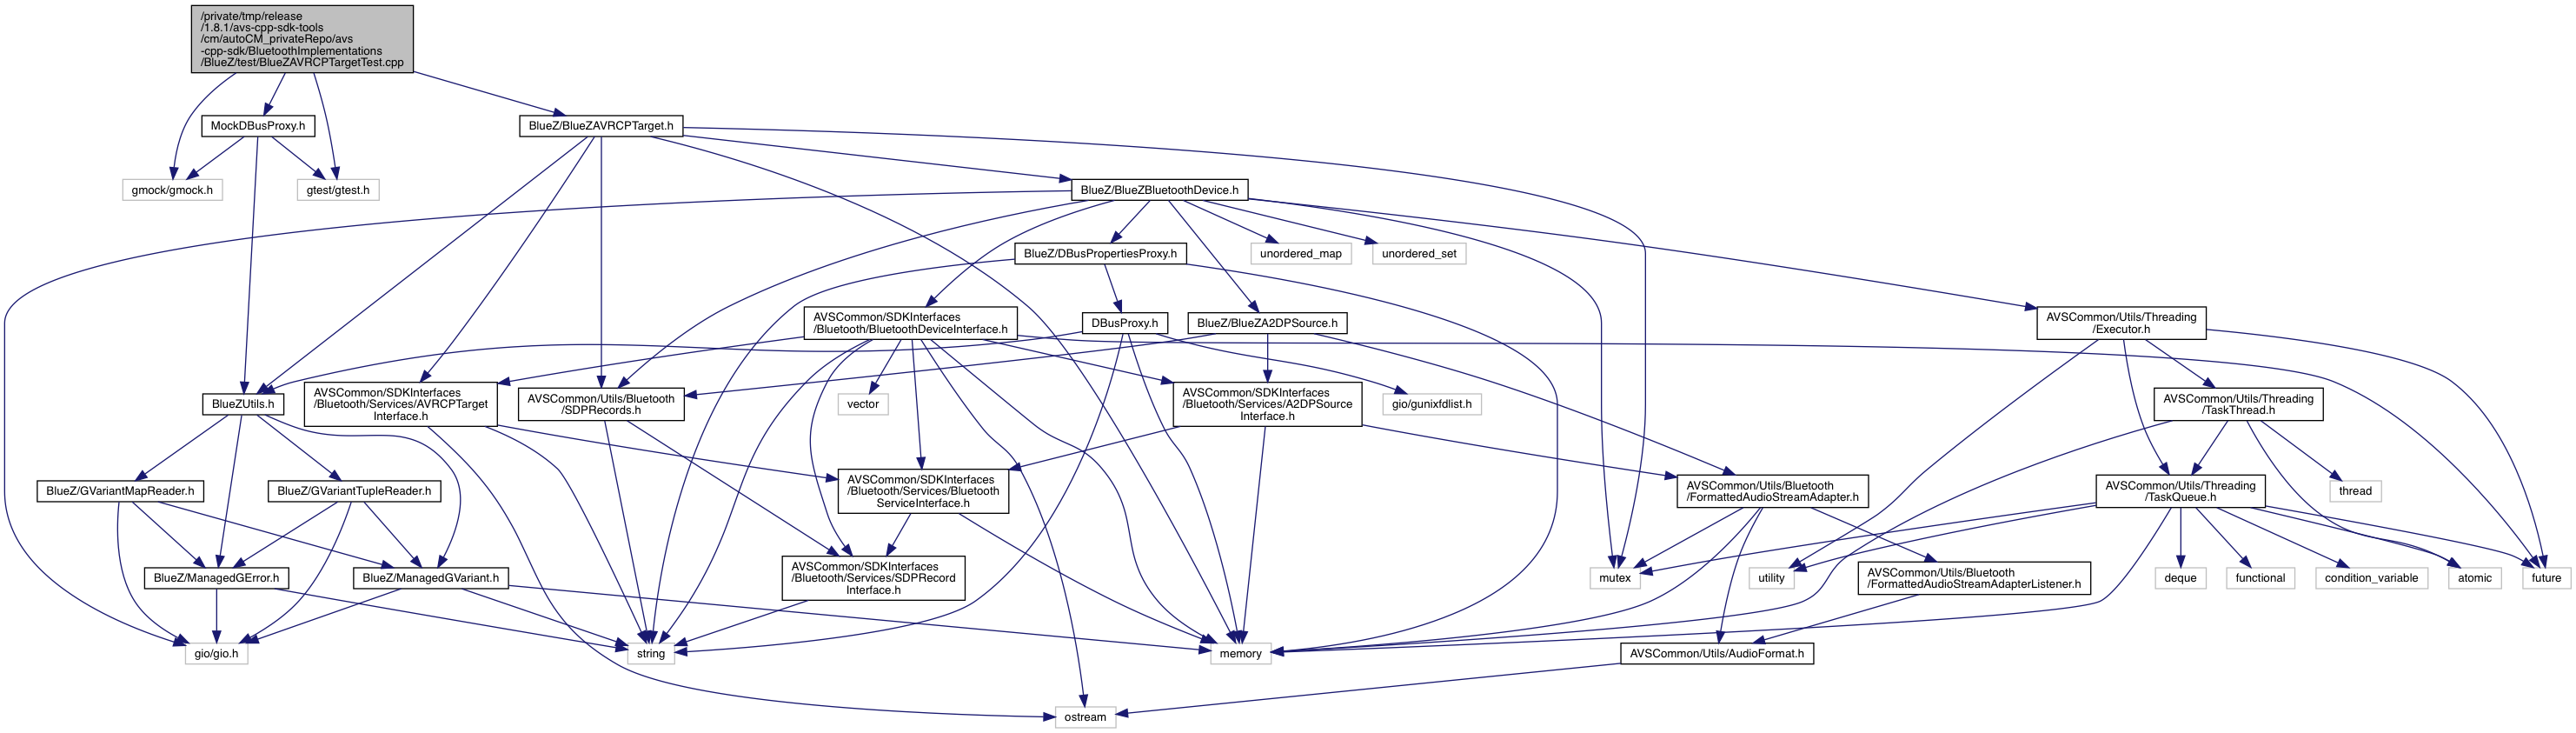 /private/tmp/release
/1.8.1/avs-cpp-sdk-tools
/cm/autoCM_privateRepo/avs
-cpp-sdk/BluetoothImplementations
/BlueZ/test/BlueZAVRCPTargetTest.cpp
MockDBusProxy.h
BlueZ/BlueZAVRCPTarget.h
gmock/gmock.h
gtest/gtest.h
BlueZ/BlueZBluetoothDevice.h
BlueZ/DBusPropertiesProxy.h
unordered_map
unordered_set
AVSCommon/SDKInterfaces
/Bluetooth/BluetoothDeviceInterface.h
DBusProxy.h
BlueZ/BlueZA2DPSource.h
AVSCommon/Utils/Threading
/Executor.h
BlueZUtils.h
AVSCommon/SDKInterfaces
/Bluetooth/Services/AVRCPTarget
Interface.h
AVSCommon/Utils/Bluetooth
/SDPRecords.h
vector
AVSCommon/SDKInterfaces
/Bluetooth/Services/A2DPSource
Interface.h
gio/gunixfdlist.h
AVSCommon/Utils/Threading
/TaskThread.h
BlueZ/GVariantMapReader.h
BlueZ/GVariantTupleReader.h
AVSCommon/SDKInterfaces
/Bluetooth/Services/Bluetooth
ServiceInterface.h
AVSCommon/Utils/Bluetooth
/FormattedAudioStreamAdapter.h
AVSCommon/Utils/Threading
/TaskQueue.h
thread
BlueZ/ManagedGError.h
BlueZ/ManagedGVariant.h
AVSCommon/SDKInterfaces
/Bluetooth/Services/SDPRecord
Interface.h
mutex
utility
AVSCommon/Utils/Bluetooth
/FormattedAudioStreamAdapterListener.h
deque
functional
condition_variable
atomic
future
gio/gio.h
string
memory
AVSCommon/Utils/AudioFormat.h
ostream